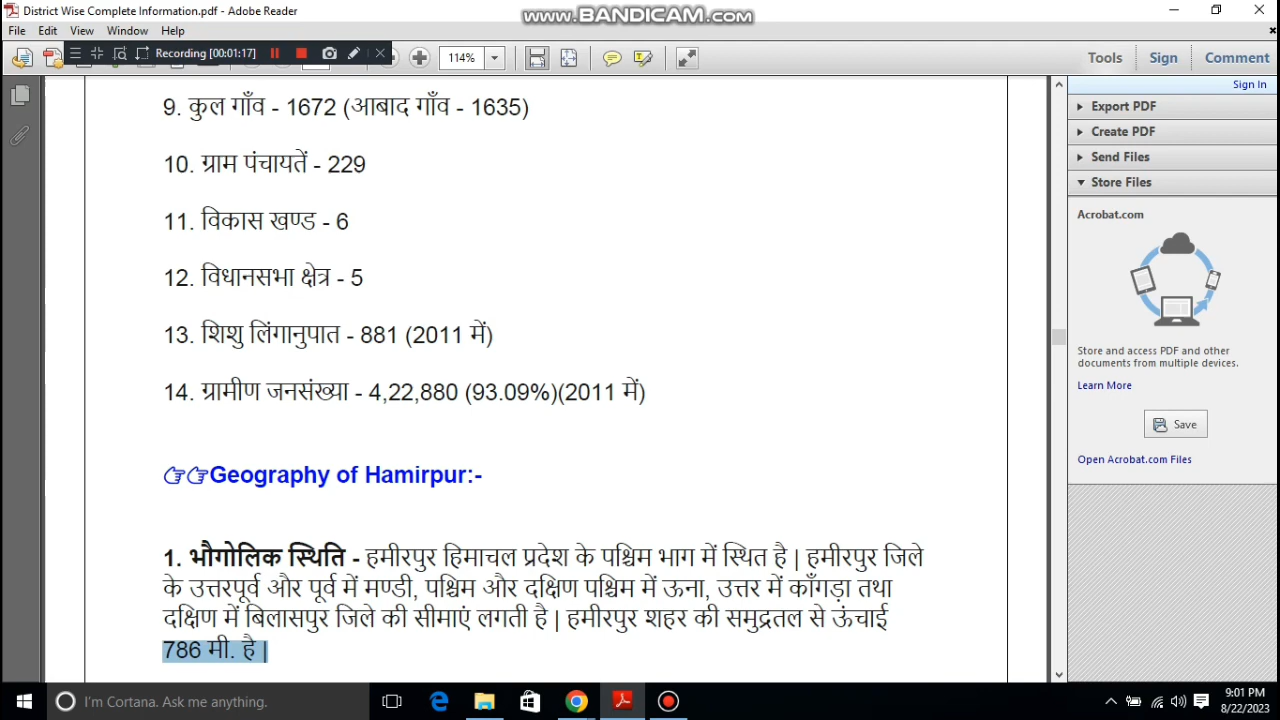 District Wise Complete Information.pdf - Adobe Reader
www.BANDICAM.com
File Edit View Window Help
Recording [00:01:17]
114%
Tools Sign Comment
Sign In
Export PDF
Create PDF
Send Files
Store Files
Acrobat.com
Store and access PDF and other
documents from multiple devices.
Learn More
Save
Open Acrobat.com Files
9. कुल गाँव - 1672 (आबाद गाँव - 1635)
10. ग्राम पंचायतें - 229
11. विकास खण्ड - 6
12. विधानसभा क्षेत्र - 5
13. शिशु लिंगानुपात - 881 (2011 में)
14. ग्रामीण जनसंख्या - 4,22,880 (93.09%)(2011 में)
👉👉Geography of Hamirpur:-
1. भौगोलिक स्थिति - हमीरपुर हिमाचल प्रदेश के पश्चिम भाग में स्थित है | हमीरपुर जिले
के उत्तरपूर्व और पूर्व में मण्डी, पश्चिम और दक्षिण पश्चिम में ऊना, उत्तर में काँगड़ा तथा
दक्षिण में बिलासपुर जिले की सीमाएं लगती है | हमीरपुर शहर की समुद्रतल से ऊंचाई
786 मी. है |
I'm Cortana. Ask me anything.
9:01 PM
8/22/2023